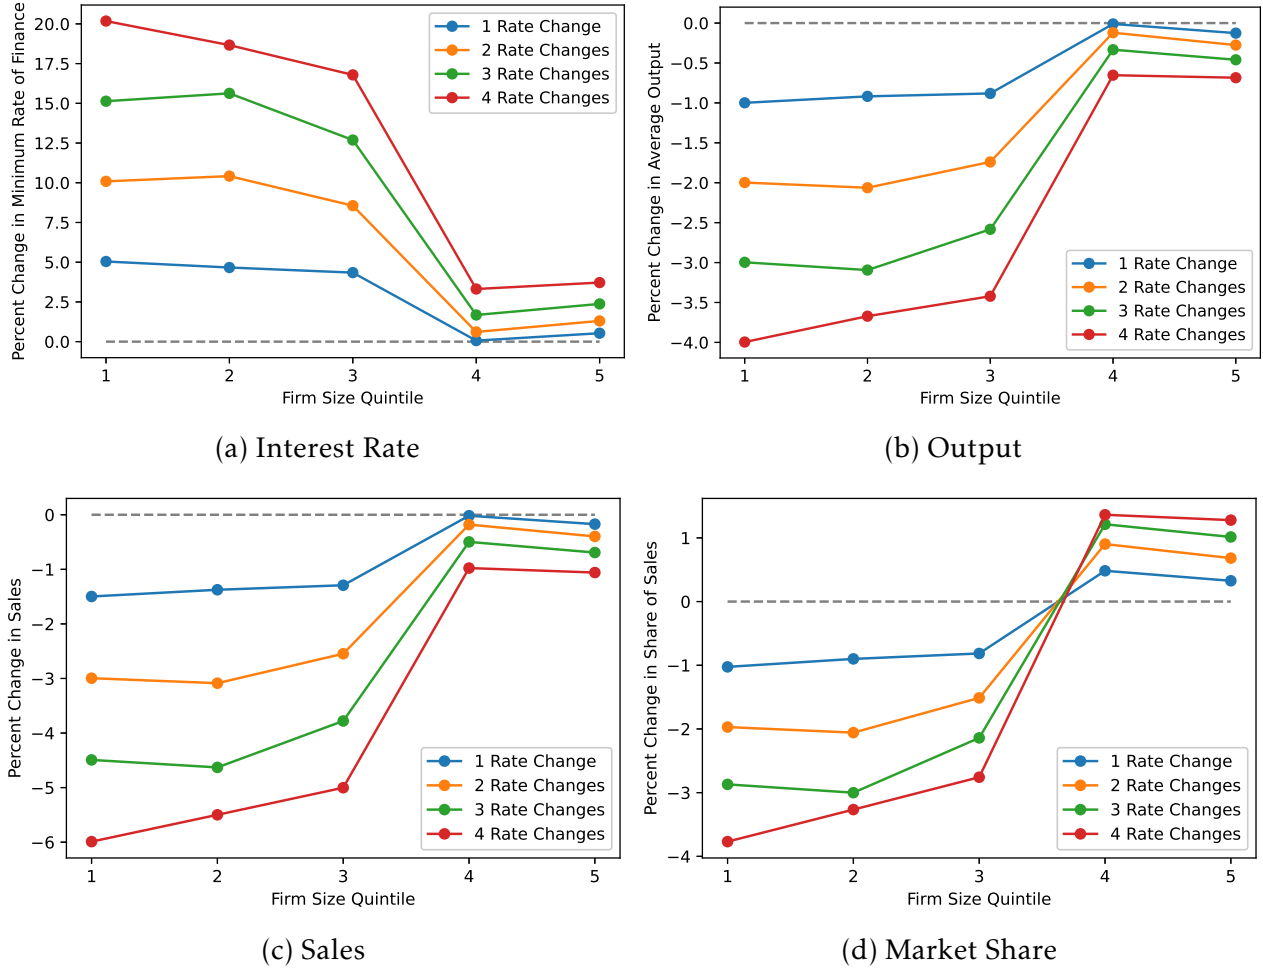 Percent Change in Minimum Rate of Finance
20.0
17.5
15.0
12.5
10.0
7.5
5.0
2.5
0.0
1 Rate Change
2 Rate Changes
3 Rate Changes
4 Rate Changes
1 2 3 4 5
Firm Size Quintile
(a) Interest Rate
Percent Change in Average Output
0.0
−0.5
−1.0
−1.5
−2.0
−2.5
−3.0
−3.5
−4.0
1 Rate Change
2 Rate Changes
3 Rate Changes
4 Rate Changes
1 2 3 4 5
Firm Size Quintile
(b) Output
Percent Change in Sales
0
−1
−2
−3
−4
−5
−6
1 Rate Change
2 Rate Changes
3 Rate Changes
4 Rate Changes
1 2 3 4 5
Firm Size Quintile
(c) Sales
Percent Change in Share of Sales
1
0
−1
−2
−3
−4
1 Rate Change
2 Rate Changes
3 Rate Changes
4 Rate Changes
1 2 3 4 5
Firm Size Quintile
(d) Market Share